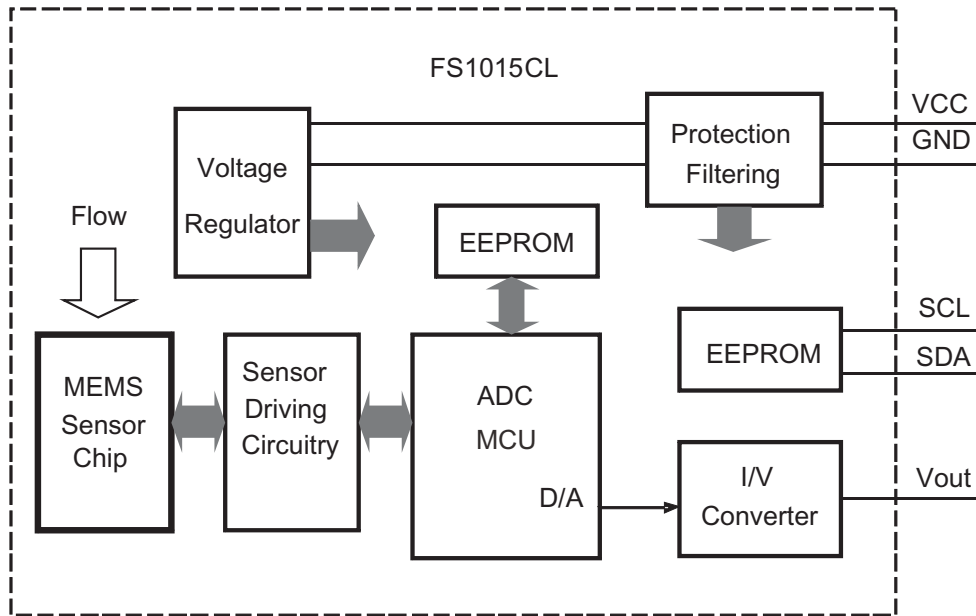 FS1015CL
VCC
GND
Protection
Filtering
Voltage
Regulator
Flow
EEPROM
SCL
SDA
EEPROM
MEMS
Sensor
Chip
Sensor
Driving
Circuitry
ADC
MCU
D/A
I/V
Converter
Vout